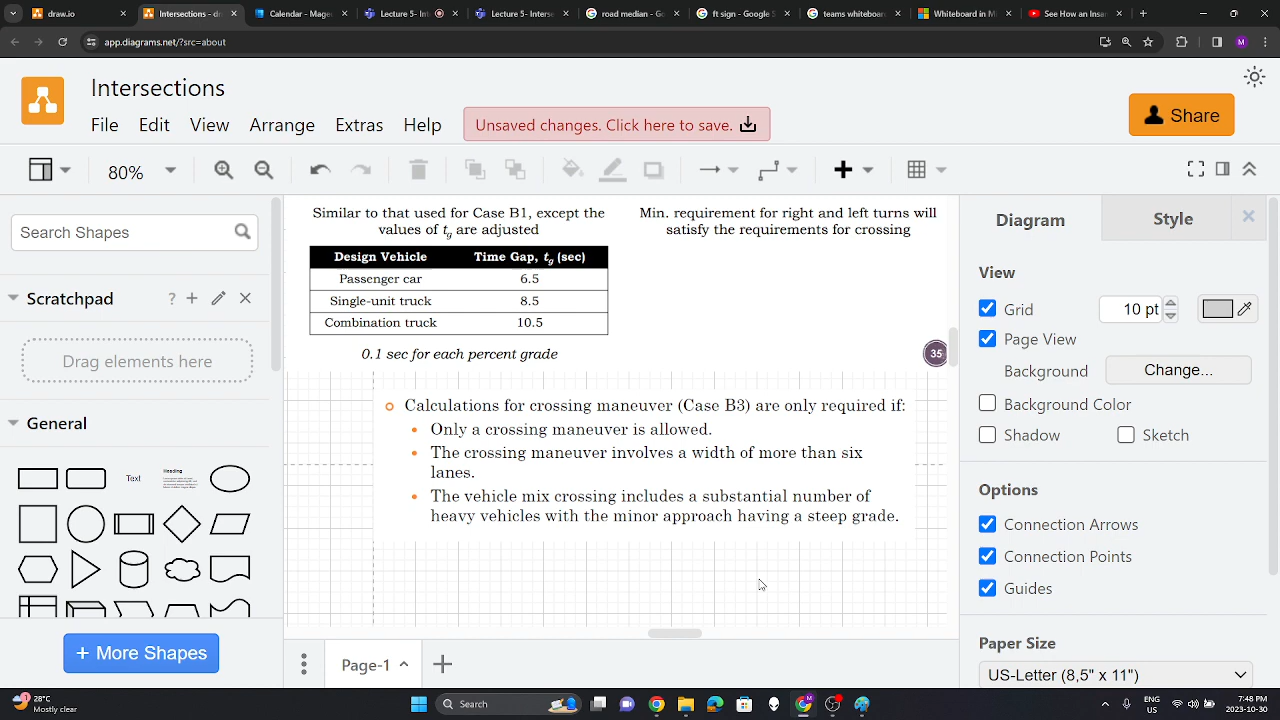 draw.io
Intersections - dr
Calendar - Mage
Lecture 5- Inter
Lecture 5 - Interse
road median - G
ft sign - Google S
teams whiteboard
Whiteboard in Mi
See How an Insa
app.diagrams.net/?src=about
M
Intersections
File Edit View Arrange Extras Help
Unsaved changes. Click here to save.
Share
80%
Search Shapes
Scratchpad
?
Drag elements here
General
Text
Heading
+ More Shapes
Similar to that used for Case B1, except the
values of tg are adjusted
Design Vehicle Time Gap, tg (sec)
Passenger car 6.5
Single-unit truck 8.5
Combination truck 10.5
0.1 sec for each percent grade
Min. requirement for right and left turns will
satisfy the requirements for crossing
35
Calculations for crossing maneuver (Case B3) are only required if:
Only a crossing maneuver is allowed.
The crossing maneuver involves a width of more than six
lanes.
The vehicle mix crossing includes a substantial number of
heavy vehicles with the minor approach having a steep grade.
Page-1
Diagram Style
View
Grid 10 pt
Page View
Background Change...
Background Color
Shadow Sketch
Options
Connection Arrows
Connection Points
Guides
Paper Size
US-Letter (8,5" x 11")
28°C
Mostly clear
Search
ENG
US
7:48 PM
2023-10-30